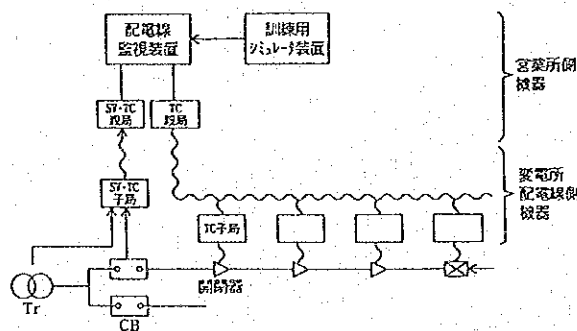 配電線
監視装置
訓練用
シミュレータ装置
営業所側
機器
SV・TC
親局
TC
親局
SV・TC
子局
変電所
配電線側
機器
TC子局
開閉器
Tr
CB